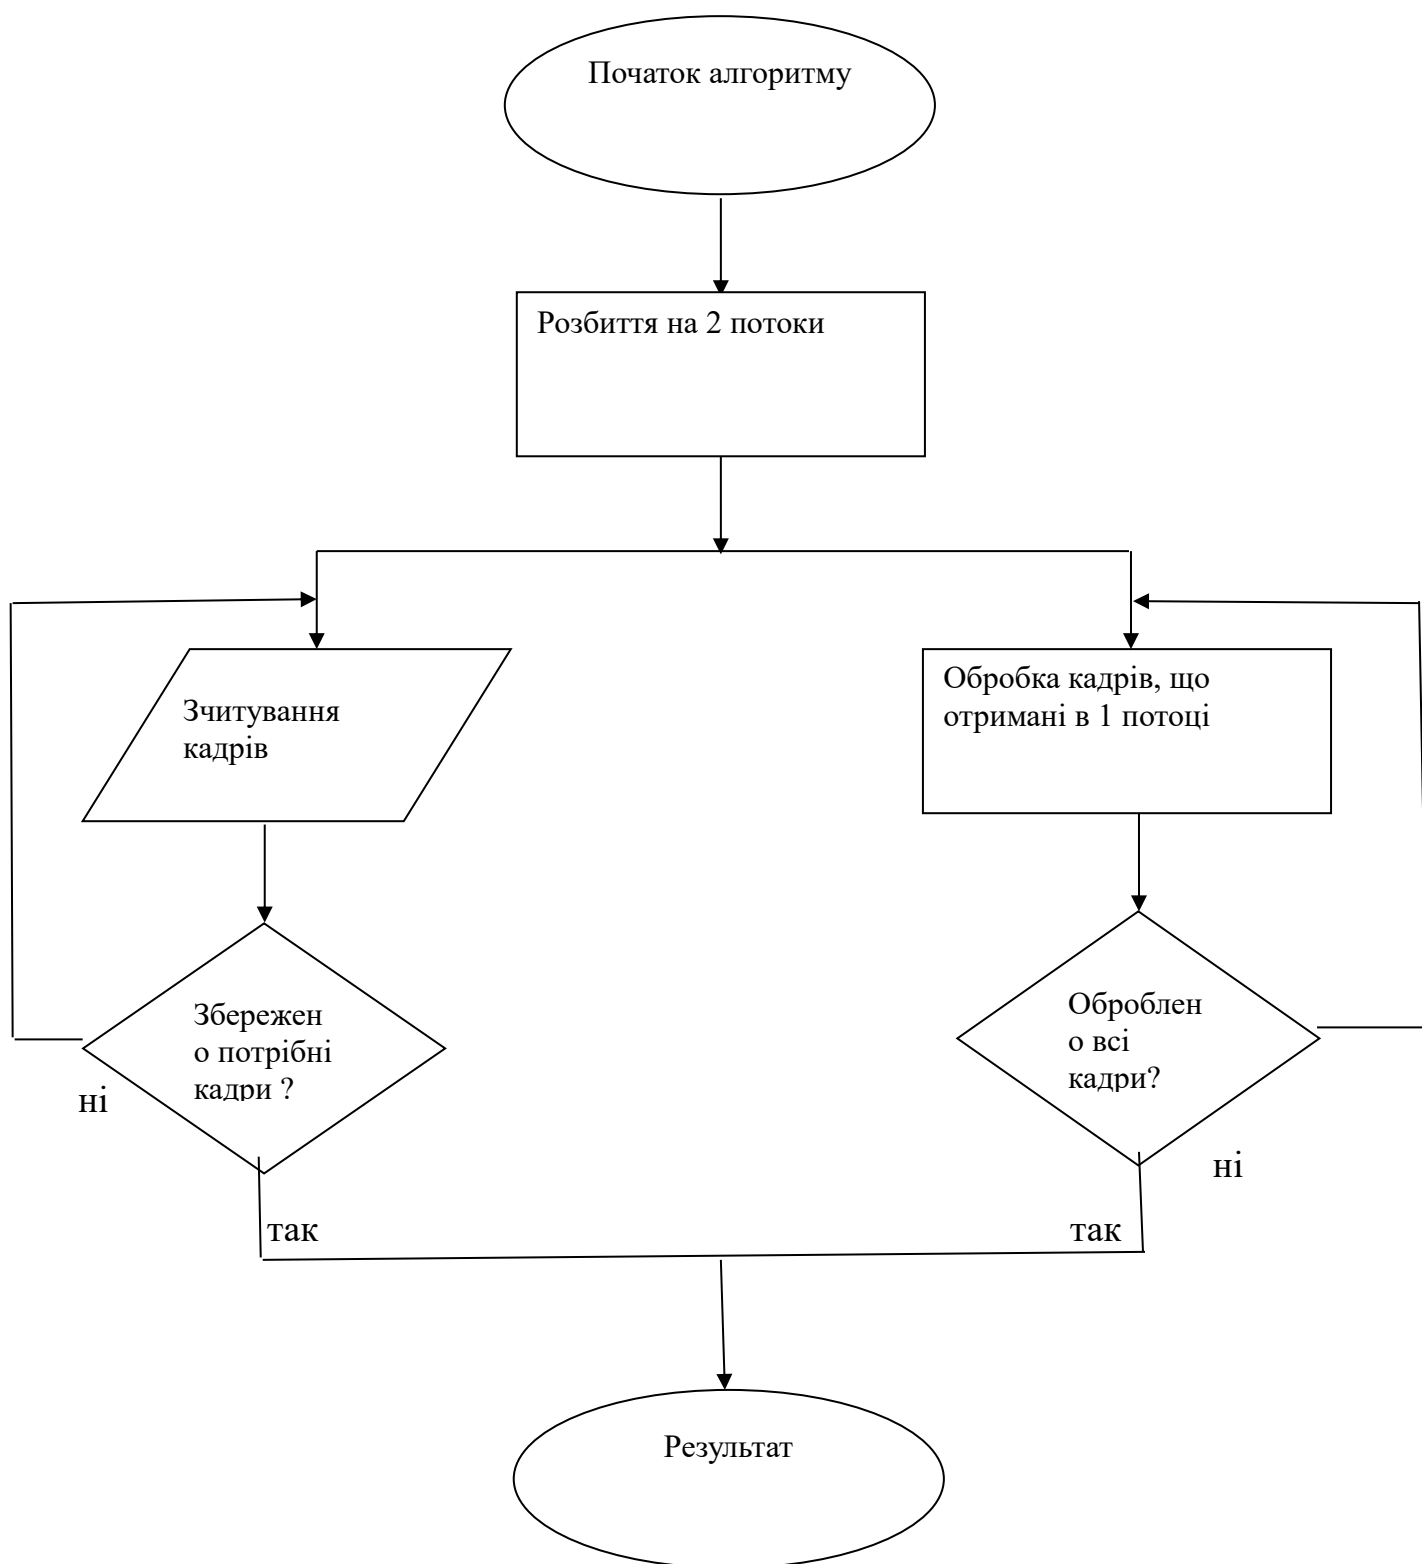 Початок алгоритму
Розбиття на 2 потоки
Зчитування
кадрів
Обробка кадрів, що
отримані в 1 потоці
Збережен
о потрібні
кадри ?
ні
Оброблен
о всі
кадри?
ні
так
так
Результат